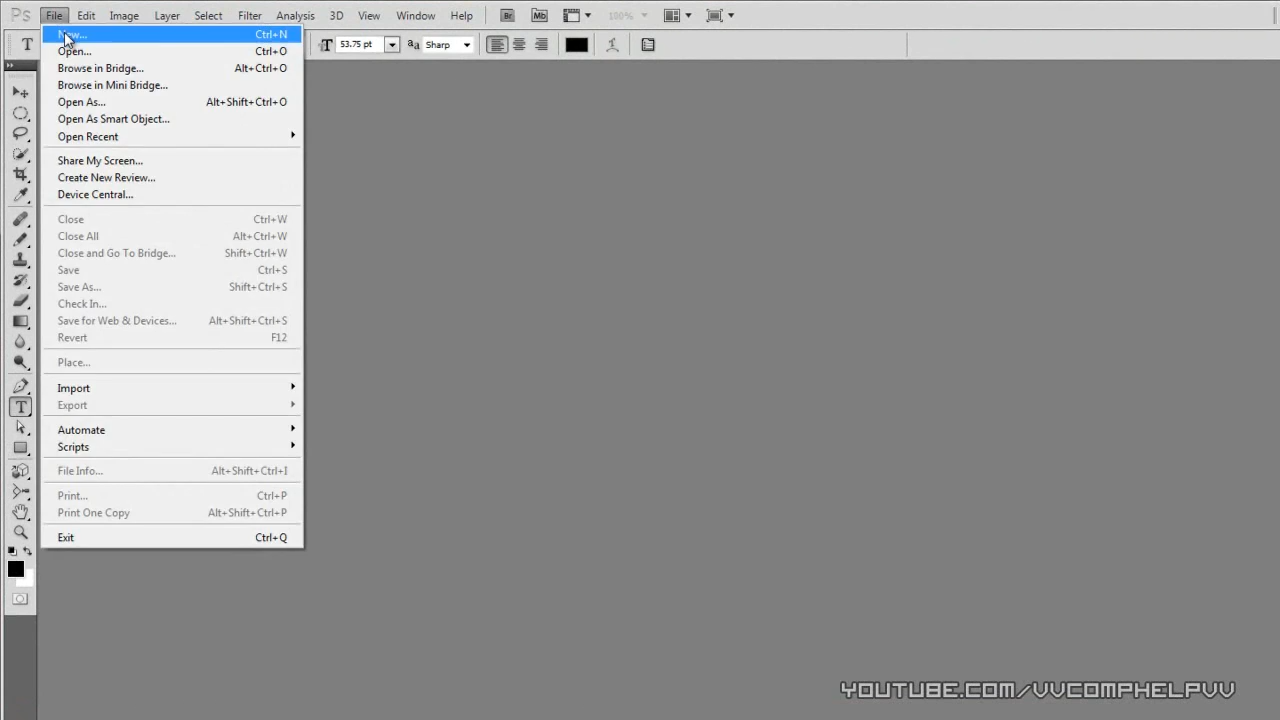 Ps File Edit Image Layer Select Filter Analysis 3D View Window Help Br Mb 100%
T 53.75 pt aa Sharp
New... Ctrl+N
Open... Ctrl+O
Browse in Bridge... Alt+Ctrl+O
Browse in Mini Bridge...
Open As... Alt+Shift+Ctrl+O
Open As Smart Object...
Open Recent
Share My Screen...
Create New Review...
Device Central...
Close Ctrl+W
Close All Alt+Ctrl+W
Close and Go To Bridge... Shift+Ctrl+W
Save Ctrl+S
Save As... Shift+Ctrl+S
Check In...
Save for Web & Devices... Alt+Shift+Ctrl+S
Revert F12
Place...
Import
Export
Automate
Scripts
File Info... Alt+Shift+Ctrl+I
Print... Ctrl+P
Print One Copy Alt+Shift+Ctrl+P
Exit Ctrl+Q
YOUTUBE.COM/VVCOMPHELPVV